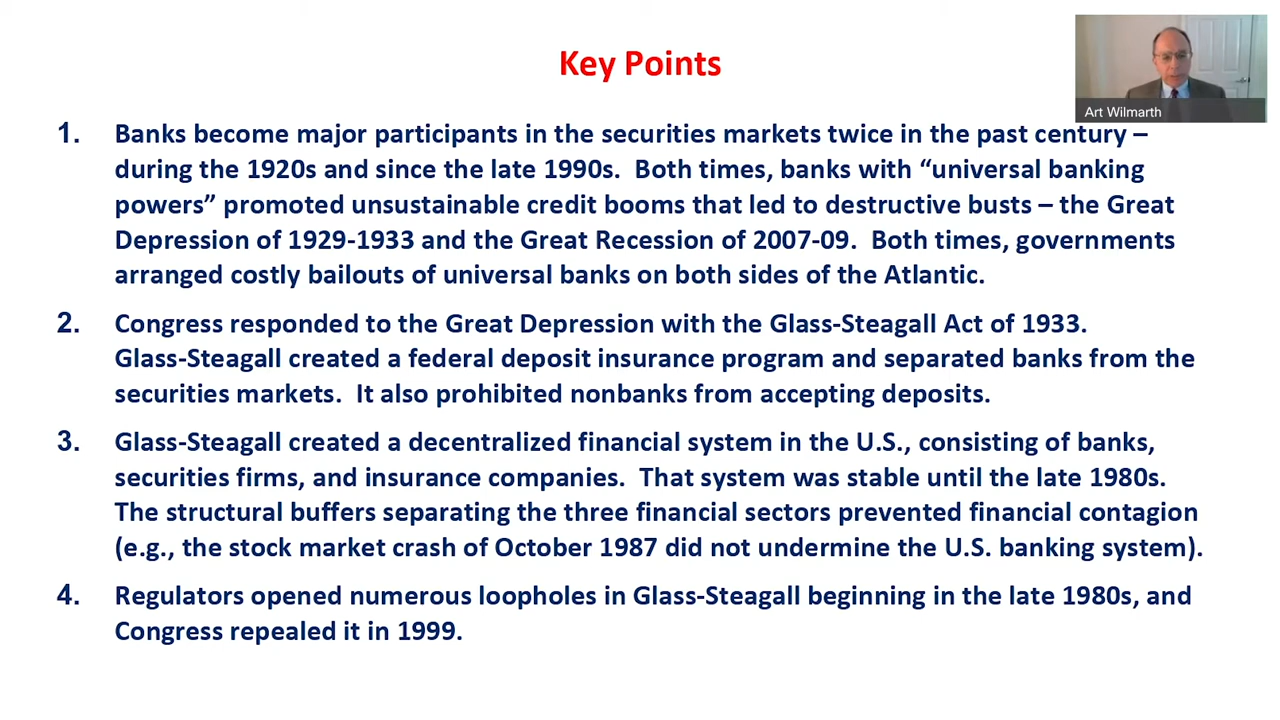 Key Points
Art Wilmarth
1. Banks become major participants in the securities markets twice in the past century –
during the 1920s and since the late 1990s. Both times, banks with “universal banking
powers” promoted unsustainable credit booms that led to destructive busts – the Great
Depression of 1929-1933 and the Great Recession of 2007-09. Both times, governments
arranged costly bailouts of universal banks on both sides of the Atlantic.
2. Congress responded to the Great Depression with the Glass-Steagall Act of 1933.
Glass-Steagall created a federal deposit insurance program and separated banks from the
securities markets. It also prohibited nonbanks from accepting deposits.
3. Glass-Steagall created a decentralized financial system in the U.S., consisting of banks,
securities firms, and insurance companies. That system was stable until the late 1980s.
The structural buffers separating the three financial sectors prevented financial contagion
(e.g., the stock market crash of October 1987 did not undermine the U.S. banking system).
4. Regulators opened numerous loopholes in Glass-Steagall beginning in the late 1980s, and
Congress repealed it in 1999.